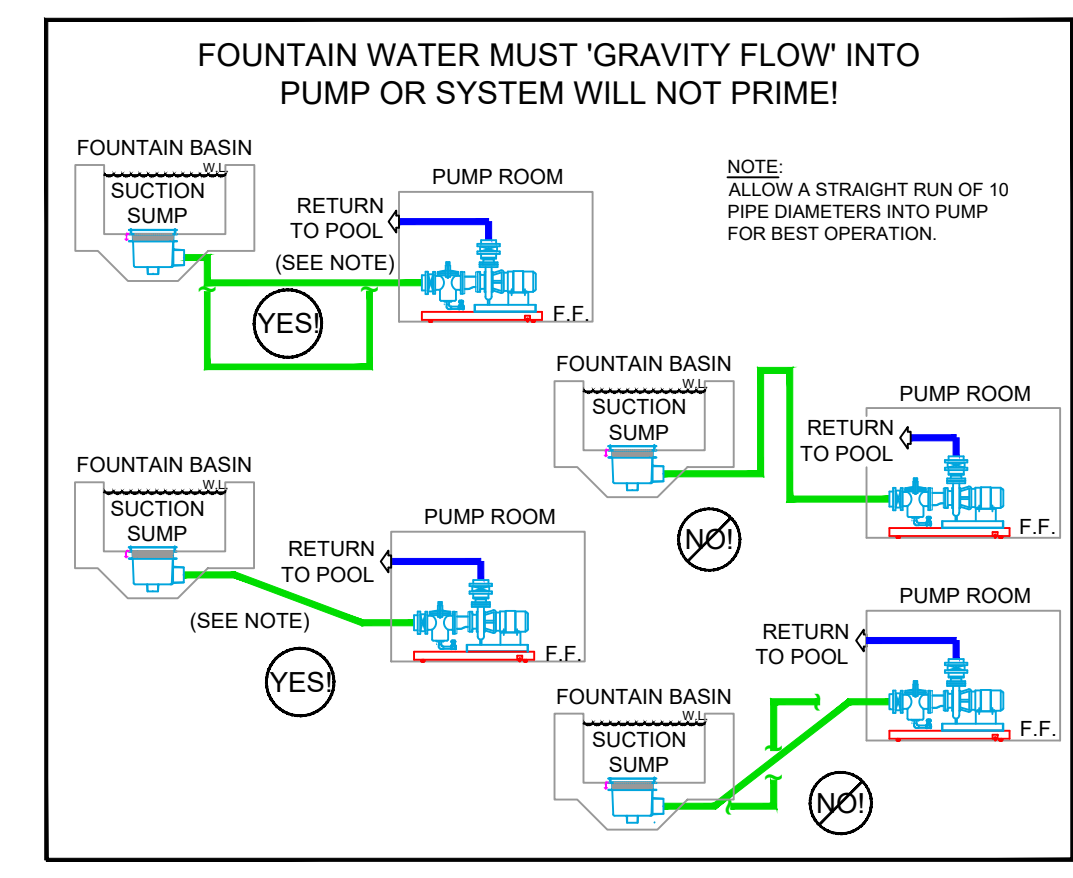 FOUNTAIN WATER MUST 'GRAVITY FLOW' INTO
PUMP OR SYSTEM WILL NOT PRIME!
FOUNTAIN BASIN
W.L.
SUCTION
SUMP
RETURN
TO POOL
(SEE NOTE)
PUMP ROOM
F.F.
YES!
NOTE:
ALLOW A STRAIGHT RUN OF 10
PIPE DIAMETERS INTO PUMP
FOR BEST OPERATION.
FOUNTAIN BASIN
W.L.
SUCTION
SUMP
PUMP ROOM
RETURN
TO POOL
F.F.
NO!
FOUNTAIN BASIN
W.L.
SUCTION
SUMP
PUMP ROOM
RETURN
TO POOL
(SEE NOTE)
F.F.
YES!
PUMP ROOM
RETURN
TO POOL
FOUNTAIN BASIN
W.L.
SUCTION
SUMP
F.F.
NO!